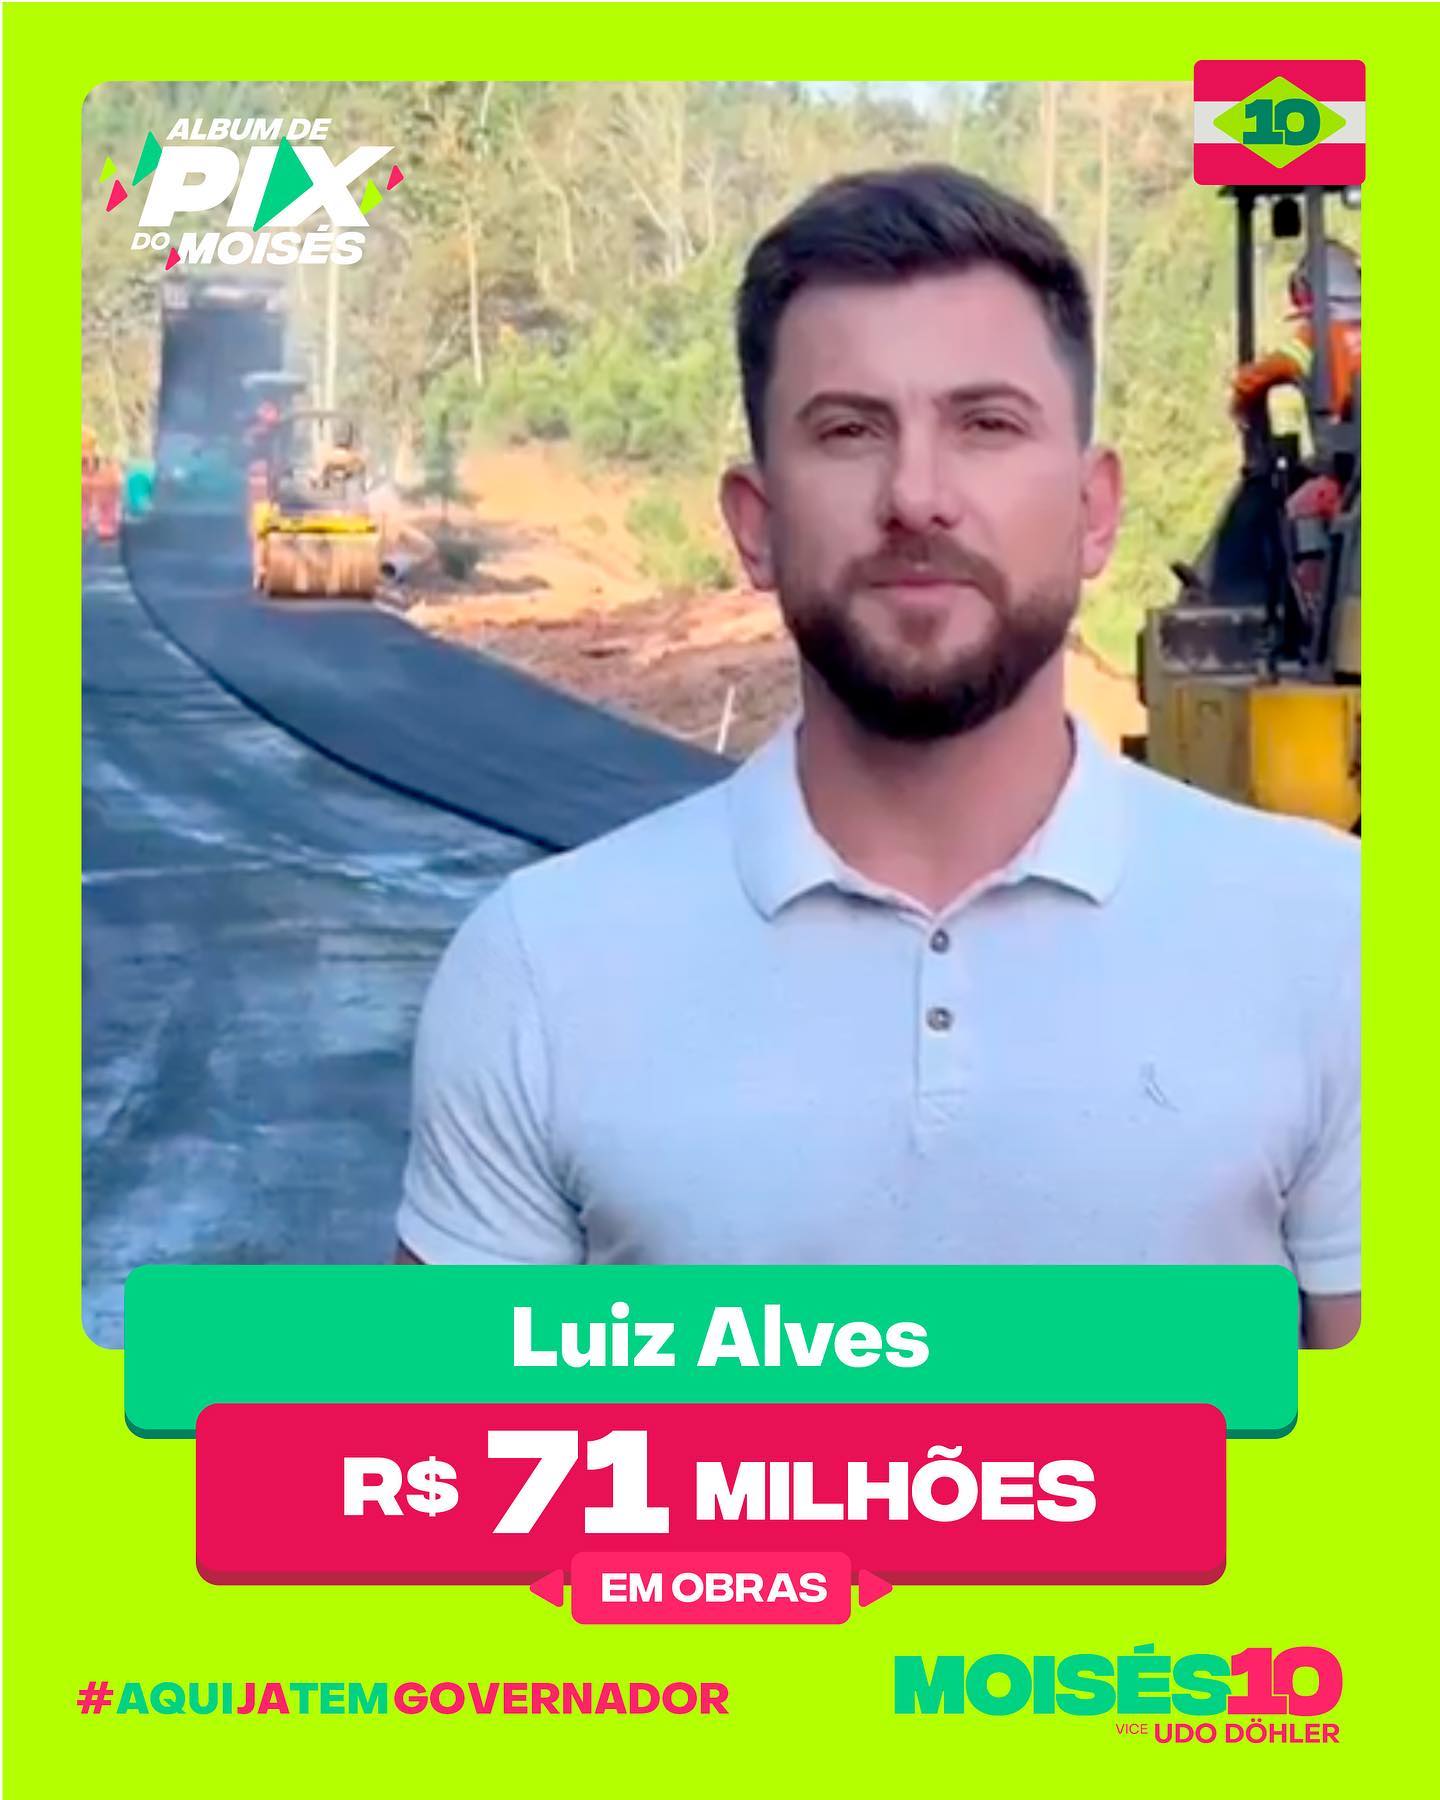 ALBUM DE
PIX
DO MOISÉS
10
Luiz Alves
R$ 71 MILHÕES
EM OBRAS
#AQUIJATEMGOVERNADOR
MOISÉS10
VICE UDO DÖHLER